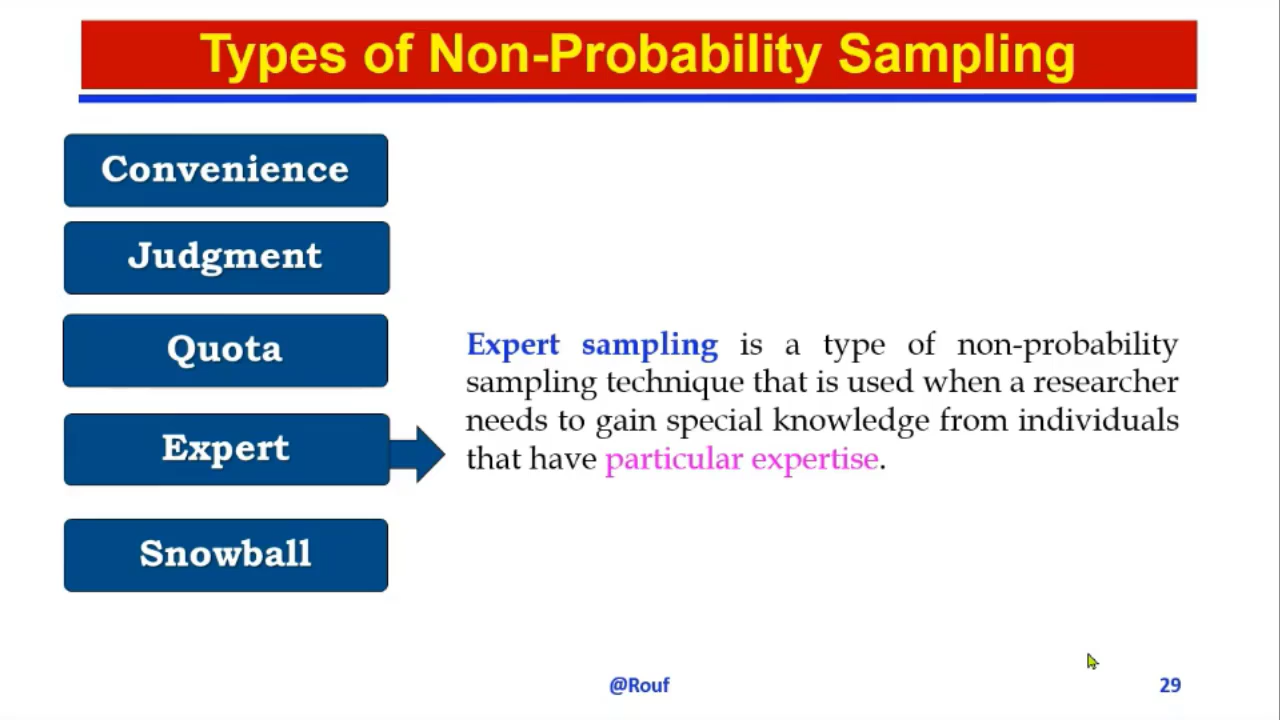 Types of Non-Probability Sampling
Convenience
Judgment
Quota
Expert
Snowball
Expert sampling is a type of non-probability
sampling technique that is used when a researcher
needs to gain special knowledge from individuals
that have particular expertise.
@Rouf
29